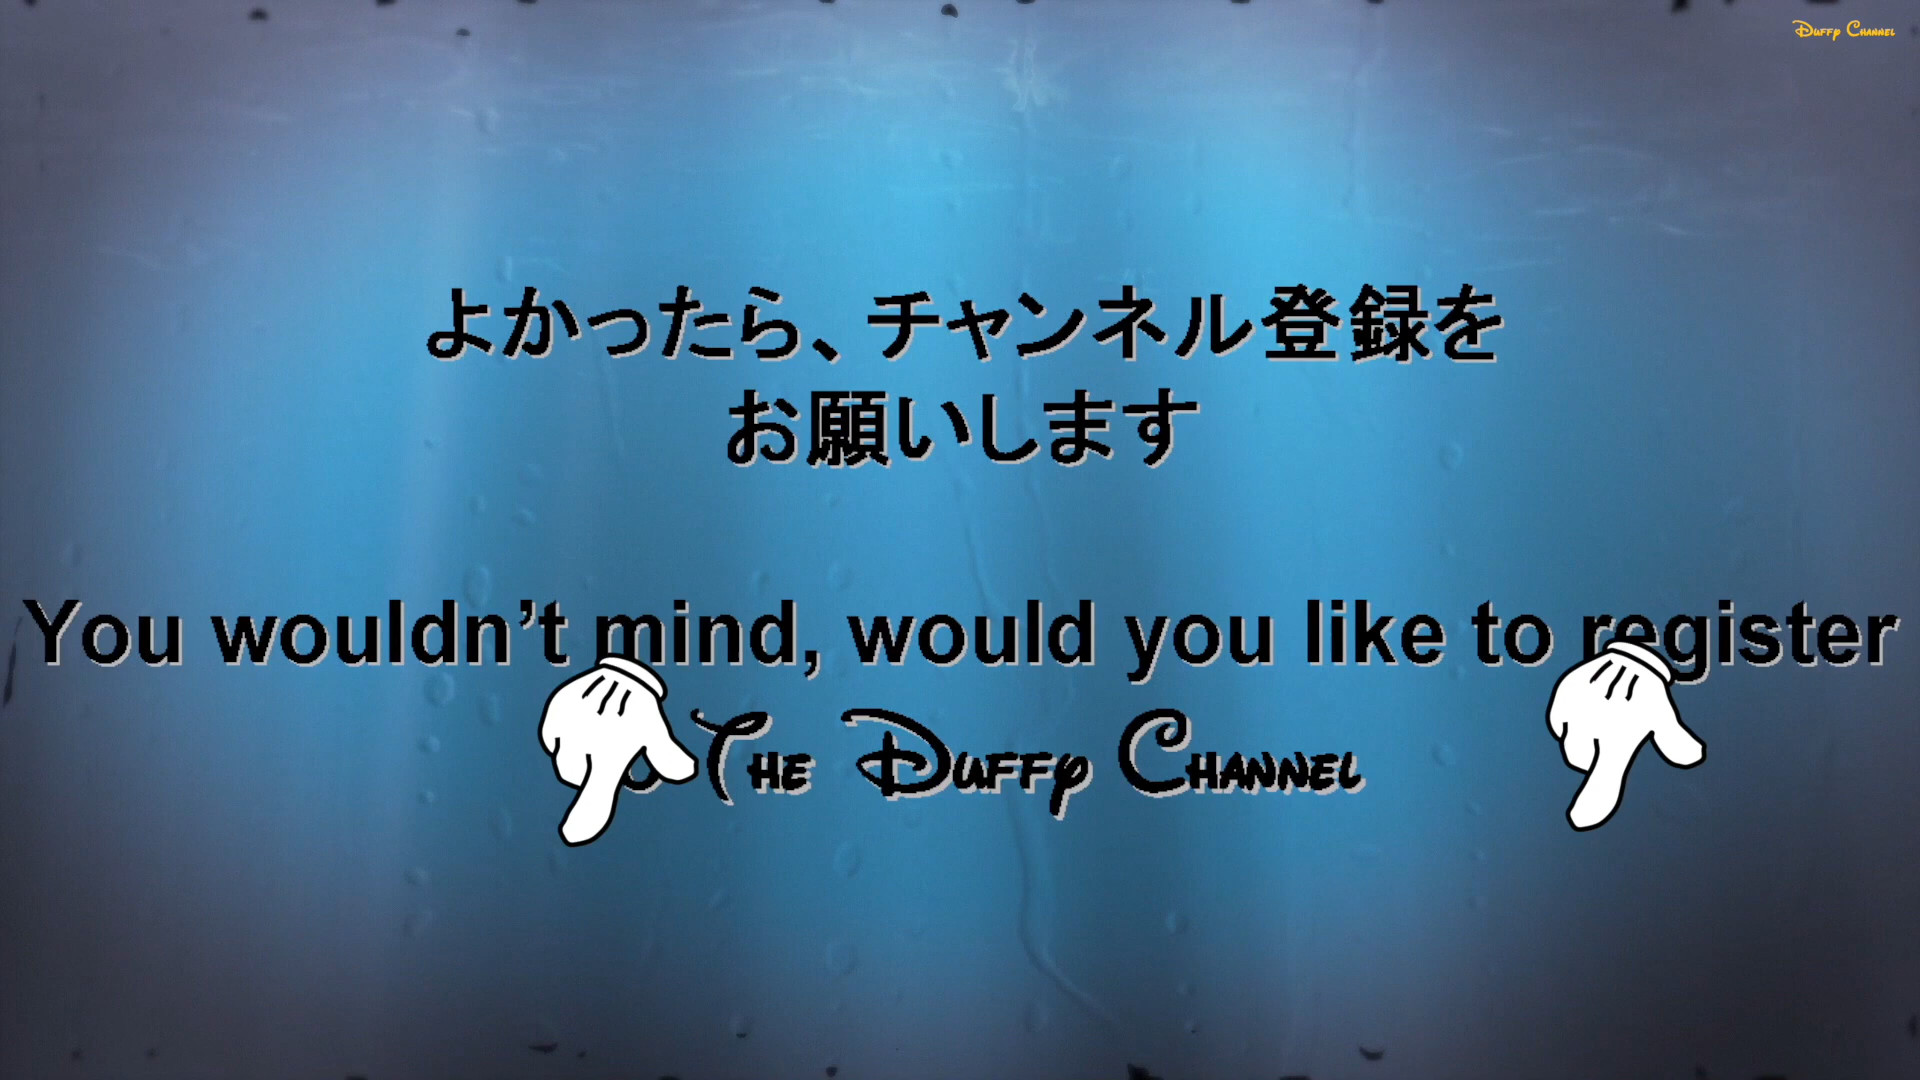 Duffy Channel
よかったら、チャンネル登録を
お願いします
You wouldn’t mind, would you like to register
The Duffy Channel